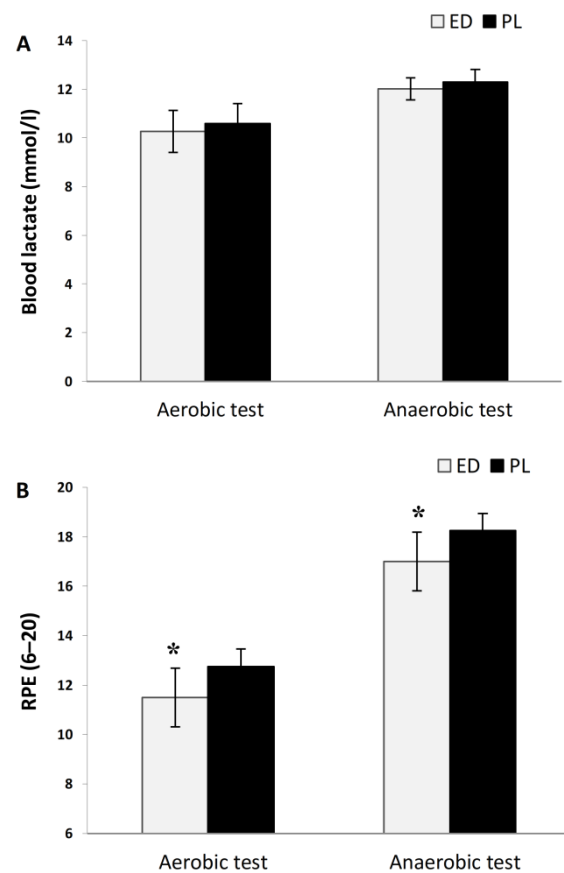 ED PL
A
Blood lactate (mmol/l)
14
12
10
8
6
4
2
0
Aerobic test Anaerobic test
ED PL
B
RPE (6–20)
20
18
16
14
12
10
8
6
*
*
Aerobic test Anaerobic test